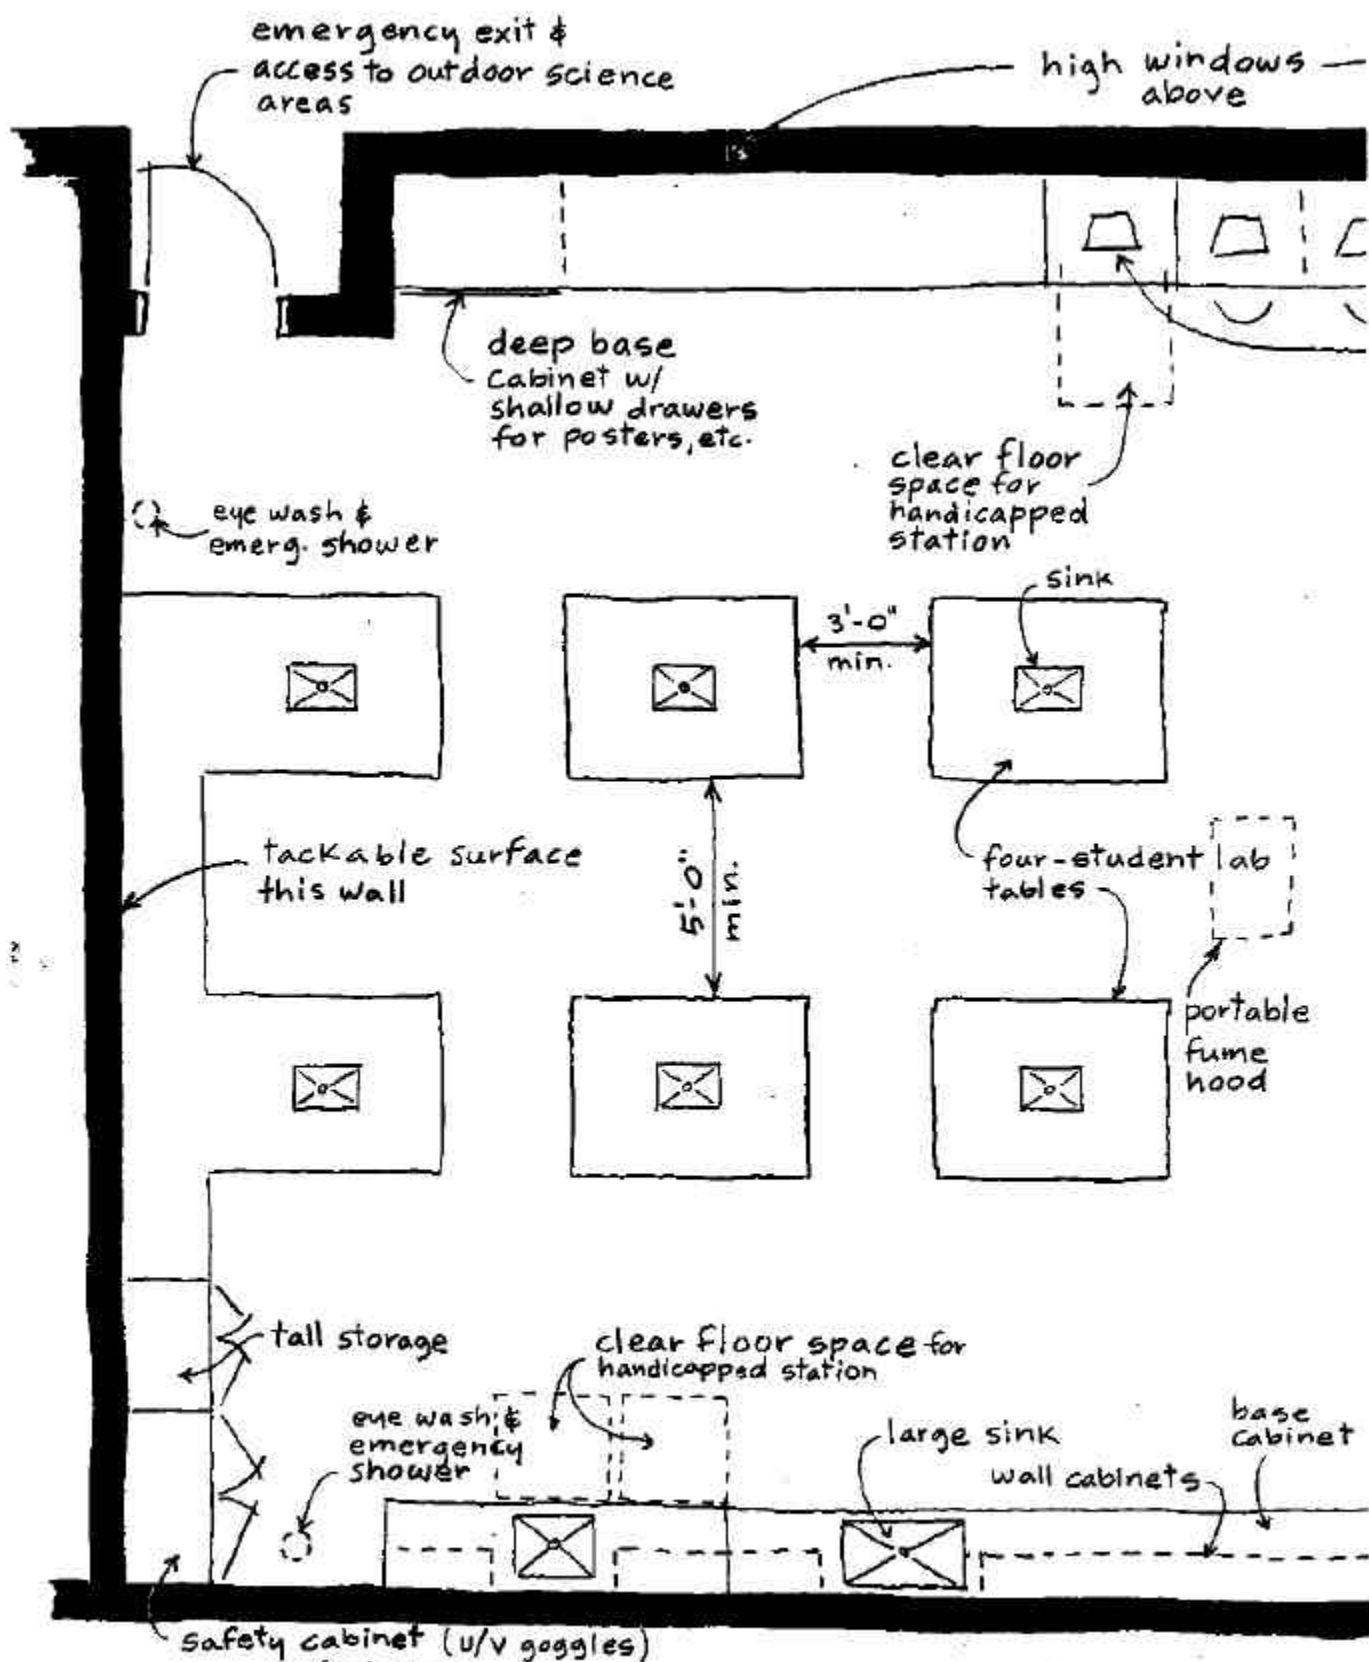 emergency exit &
access to outdoor science
areas
high windows
above
deep base
cabinet w/
shallow drawers
for posters, etc.
clear floor
space for
handicapped
station
eye wash &
emerg. shower
sink
3'-0"
min.
tackable surface
this wall
5'-0"
min.
four-student lab
tables
portable
fume
hood
tall storage
clear floor space for
handicapped station
eye wash &
emergency
shower
large sink
base
cabinet
wall cabinets
safety cabinet (u/v goggles)